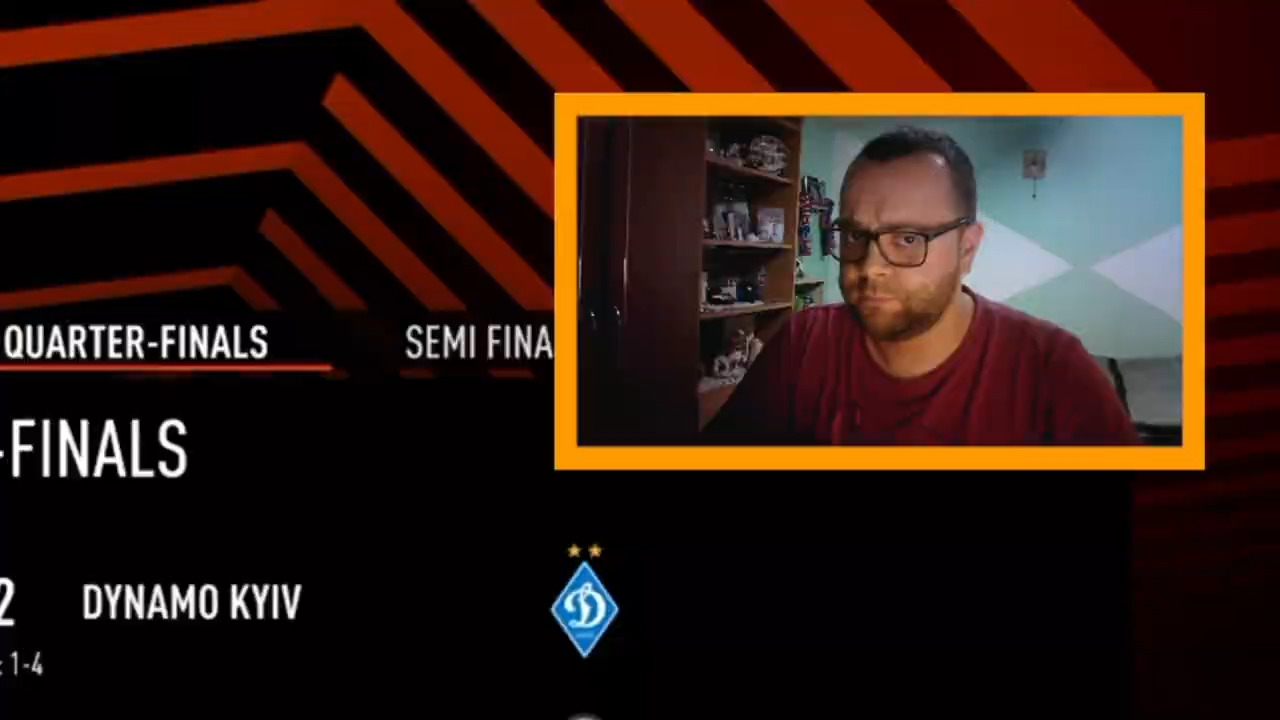 QUARTER-FINALS
SEMI FINA
-FINALS
2
DYNAMO KYIV
: 1-4